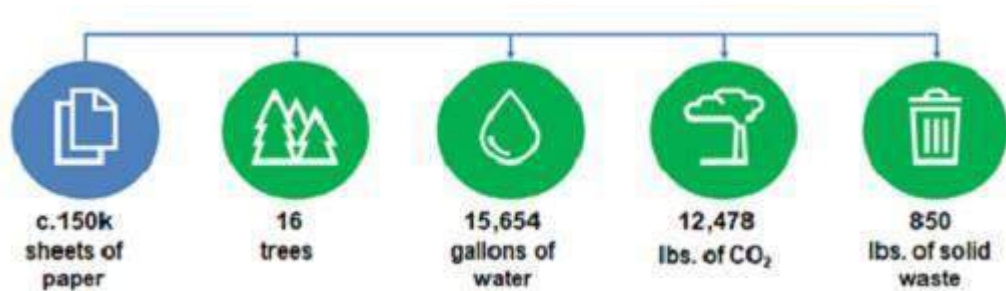 c.150k
sheets of
paper
16
trees
15,654
gallons of
water
12,478
lbs. of CO₂
850
lbs. of solid
waste